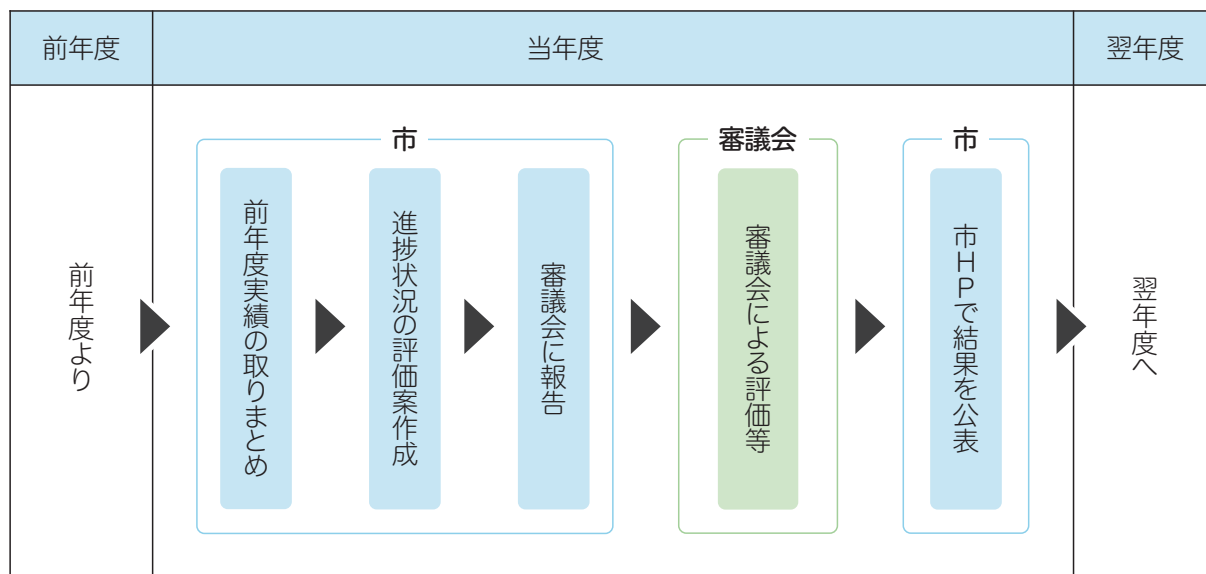 前年度
当年度
翌年度
前年度より
市
前年度実績の取りまとめ
進捗状況の評価案作成
審議会に報告
審議会
審議会による評価等
市
市HPで結果を公表
翌年度へ